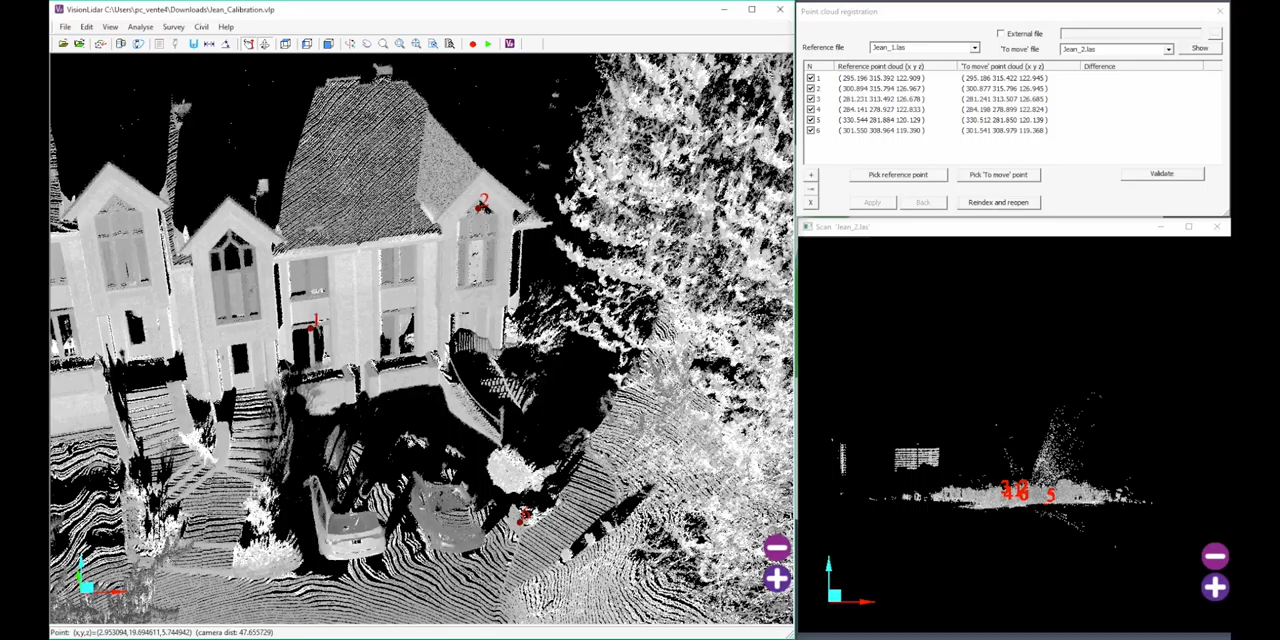 VisionLidar C:\Users\pc_vente4\Downloads\Jean_Calibration.vlp
File Edit View Analyse Survey Civil Help
Point cloud registration
External file
Reference file Jean_1.las 'To move' file Jean_2.las Show
N Reference point cloud (x y z) 'To move' point cloud (x y z) Difference
1 ( 295.196 315.392 122.909) ( 295.186 315.422 122.945)
2 ( 300.894 315.794 126.967) ( 300.877 315.796 126.945)
3 ( 281.231 313.492 126.678) ( 281.241 313.507 126.685)
4 ( 284.141 278.927 122.833) ( 284.198 278.899 122.824)
5 ( 330.544 281.884 120.129) ( 330.512 281.850 120.139)
6 ( 301.550 308.964 119.390) ( 301.541 308.979 119.368)
+ Pick reference point Pick 'To move' point Validate
X Apply Back Reindex and reopen
Scan 'Jean_2.las'
2
1
5
Point: (x,y,z)=(2.953094,19.694611,5.744942) (camera dist: 47.655729)